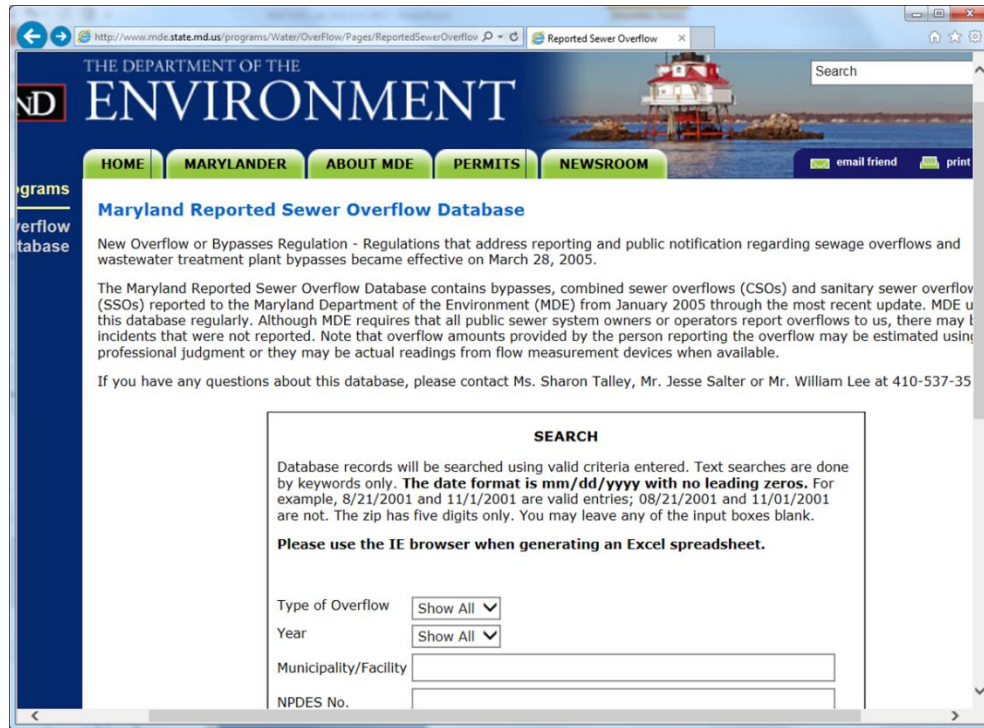 http://www.mde.state.md.us/programs/Water/OverFlow/Pages/ReportedSewerOverflow
Reported Sewer Overflow
THE DEPARTMENT OF THE
ENVIRONMENT
Search
HOME MARYLANDER ABOUT MDE PERMITS NEWSROOM
email friend print
Maryland Reported Sewer Overflow Database
New Overflow or Bypasses Regulation - Regulations that address reporting and public notification regarding sewage overflows and
wastewater treatment plant bypasses became effective on March 28, 2005.
The Maryland Reported Sewer Overflow Database contains bypasses, combined sewer overflows (CSOs) and sanitary sewer overflow
(SSOs) reported to the Maryland Department of the Environment (MDE) from January 2005 through the most recent update. MDE u
this database regularly. Although MDE requires that all public sewer system owners or operators report overflows to us, there may
incidents that were not reported. Note that overflow amounts provided by the person reporting the overflow may be estimated using
professional judgment or they may be actual readings from flow measurement devices when available.
If you have any questions about this database, please contact Ms. Sharon Talley, Mr. Jesse Salter or Mr. William Lee at 410-537-35
SEARCH
Database records will be searched using valid criteria entered. Text searches are done
by keywords only. The date format is mm/dd/yyyy with no leading zeros. For
example, 8/21/2001 and 11/1/2001 are valid entries; 08/21/2001 and 11/01/2001
are not. The zip has five digits only. You may leave any of the input boxes blank.
Please use the IE browser when generating an Excel spreadsheet.
Type of Overflow Show All
Year Show All
Municipality/Facility
NPDES No.